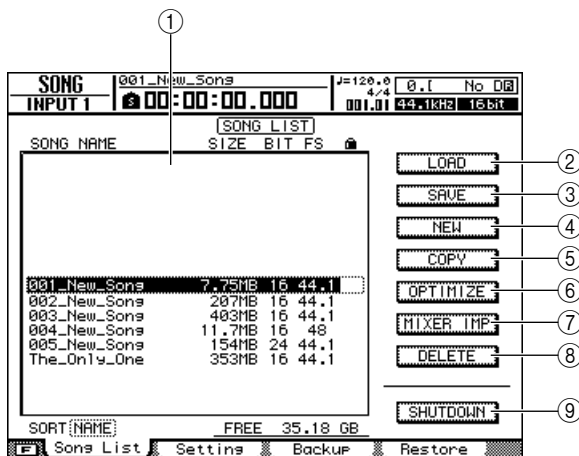 ①
SONG 001_New_Song ♩=120.0 4/4 0.[ No D
INPUT 1 S 00:00:00.000 001.01 44.1kHz 16bit
SONG LIST
SONG NAME SIZE BIT FS
LOAD ②
SAVE ③
NEW ④
COPY ⑤
001_New_Song 7.75MB 16 44.1
OPTIMIZE ⑥
002_New_Song 207MB 16 44.1
003_New_Song 403MB 16 44.1
MIXER IMP ⑦
004_New_Song 11.7MB 16 48
005_New_Song 154MB 24 44.1
The_Only_One 353MB 16 44.1
DELETE ⑧
SHUTDOWN ⑨
SORT NAME FREE 35.18 GB
F Song List Setting Backup Restore